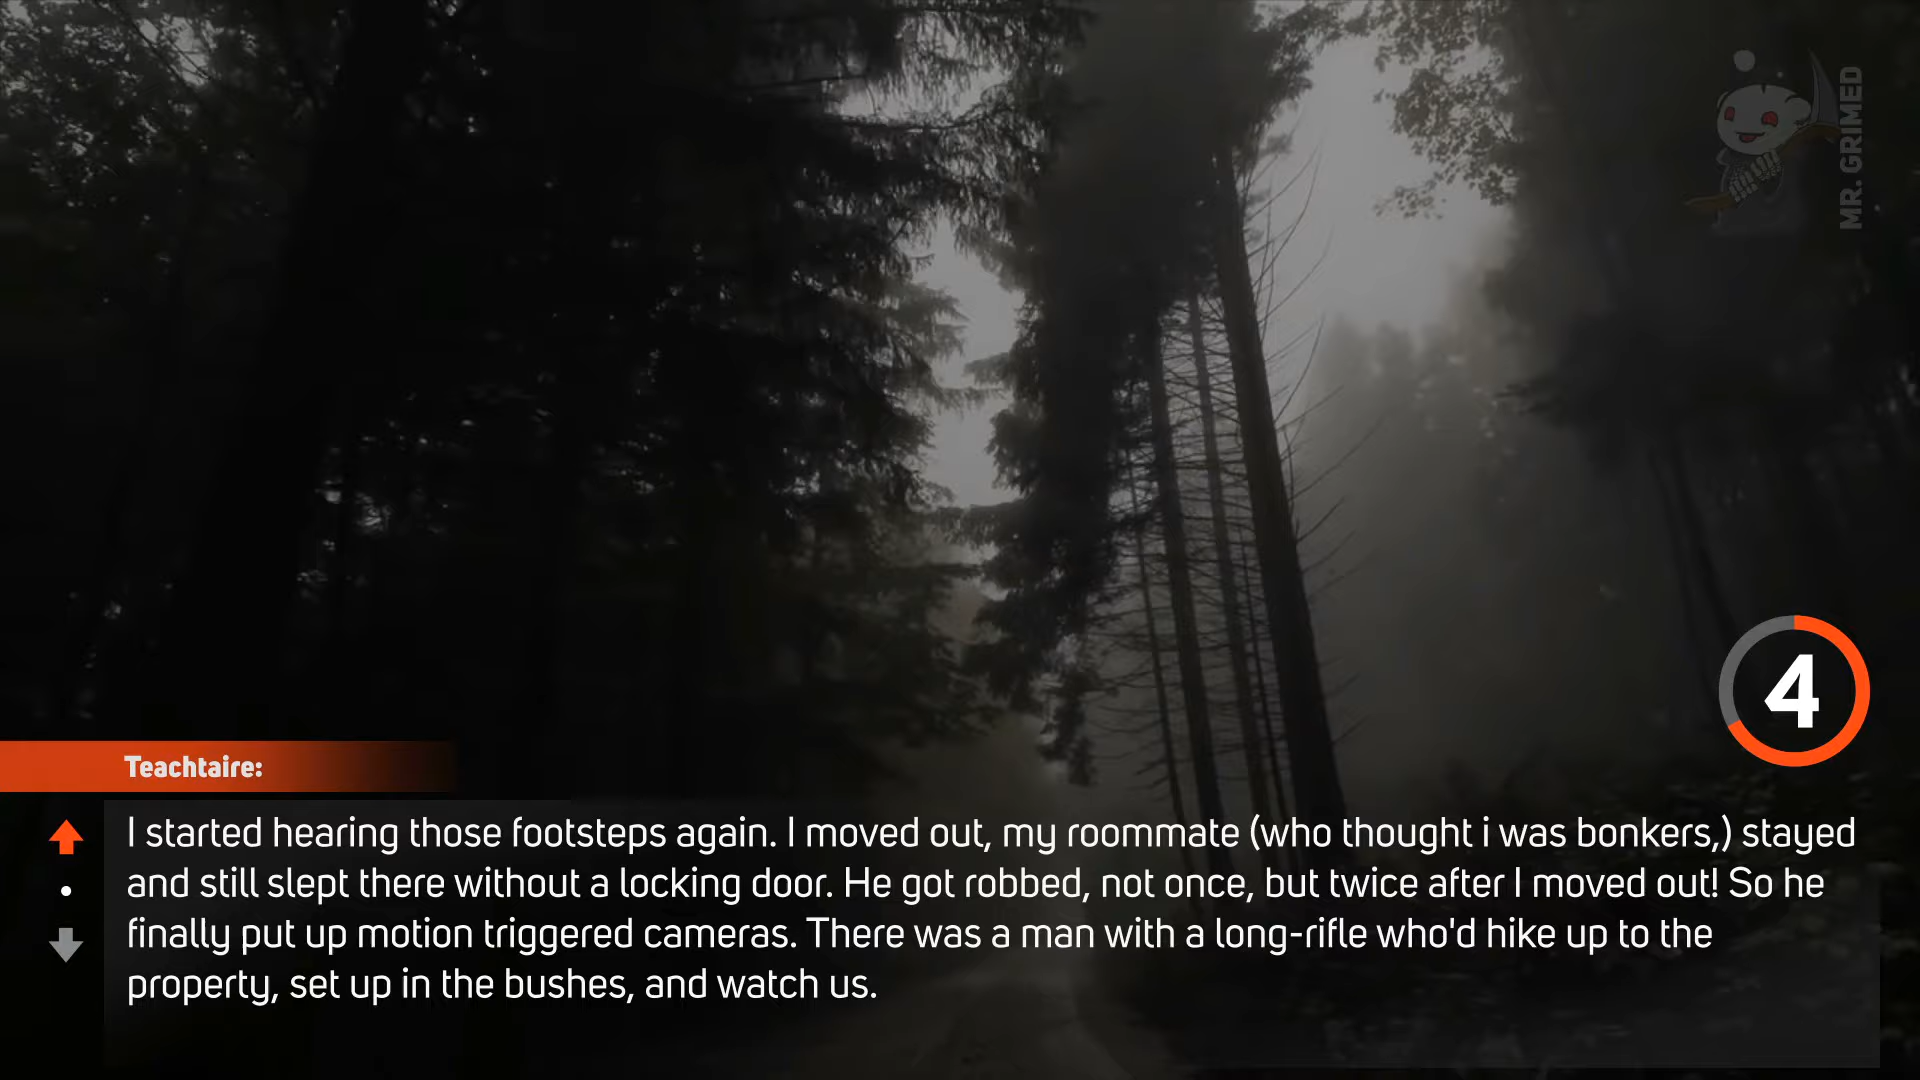 MR. GRIMED
4
Teachtaire:
I started hearing those footsteps again. I moved out, my roommate (who thought i was bonkers,) stayed
and still slept there without a locking door. He got robbed, not once, but twice after I moved out! So he
finally put up motion triggered cameras. There was a man with a long-rifle who'd hike up to the
property, set up in the bushes, and watch us.